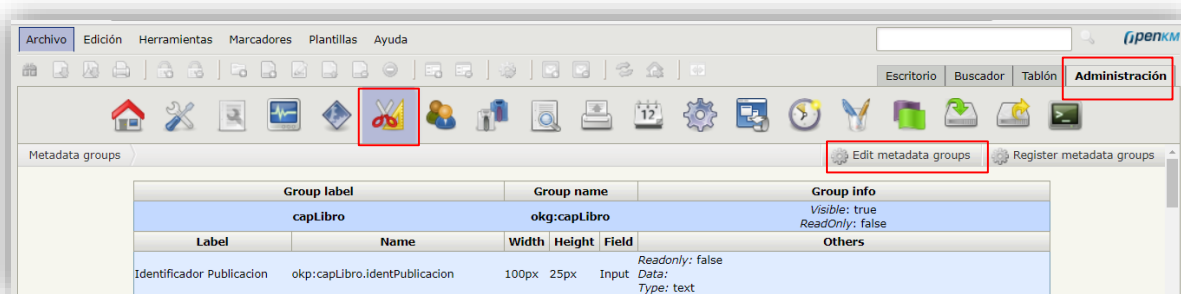 Archivo Edición Herramientas Marcadores Plantillas Ayuda
OpenKM
Escritorio Buscador Tablón Administración
12
Metadata groups Edit metadata groups Register metadata groups
Group label Group name Group info
capLibro okg:capLibro Visible: true
ReadOnly: false
Label Name Width Height Field Others
Readonly: false
Identificador Publicacion okp:capLibro.identPublicacion 100px 25px Input Data:
Type: text